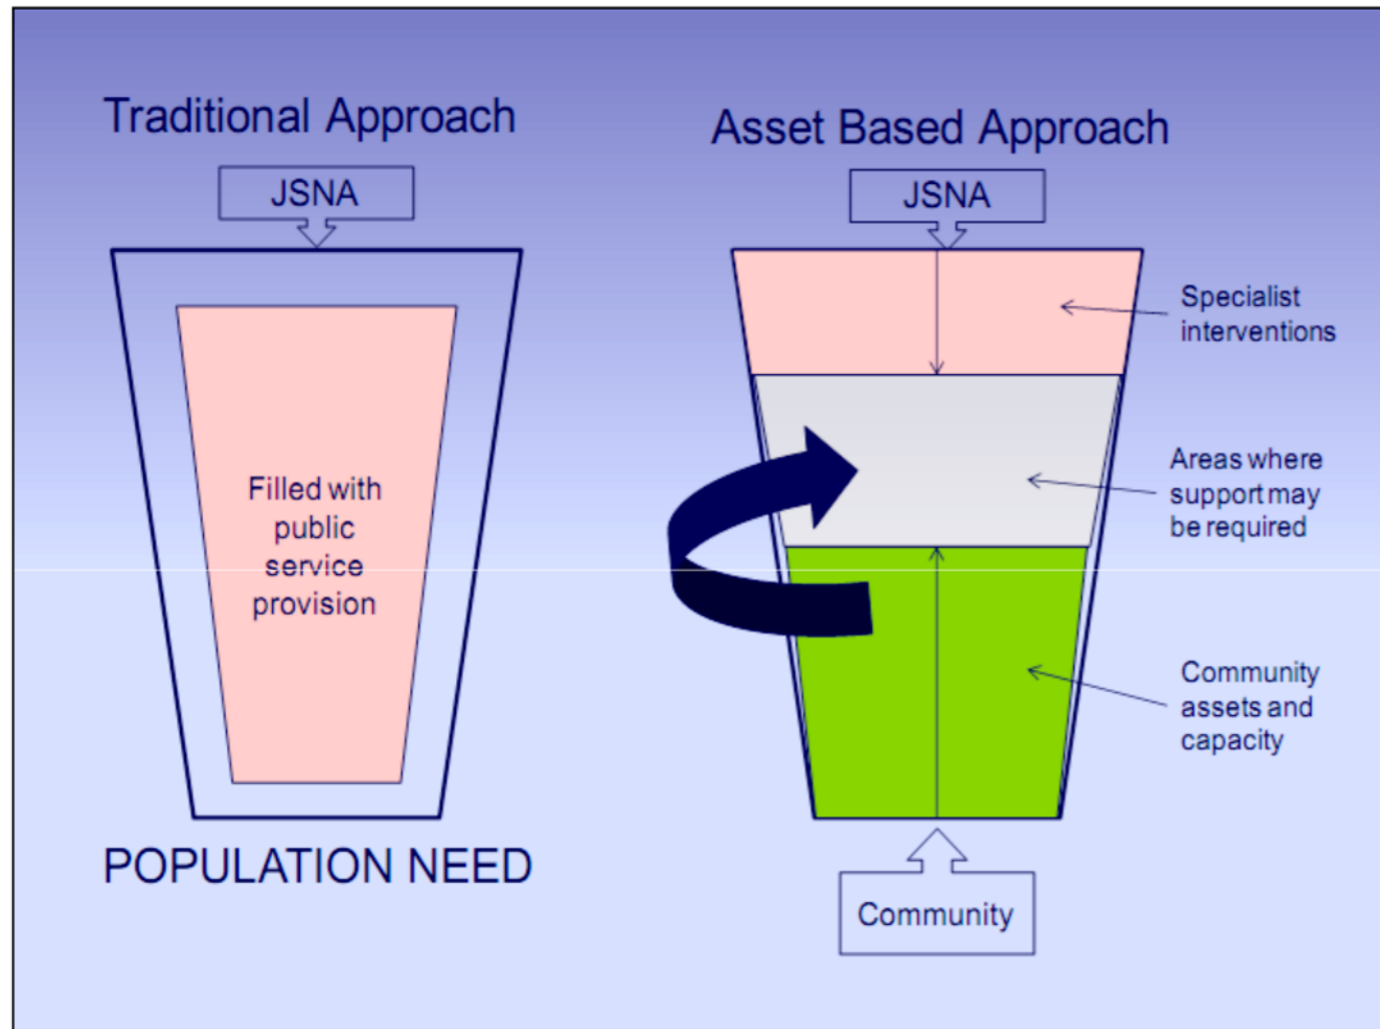 Traditional Approach
JSNA
Filled with
public
service
provision
POPULATION NEED
Asset Based Approach
JSNA
Specialist
interventions
Areas where
support may
be required
Community
assets and
capacity
Community